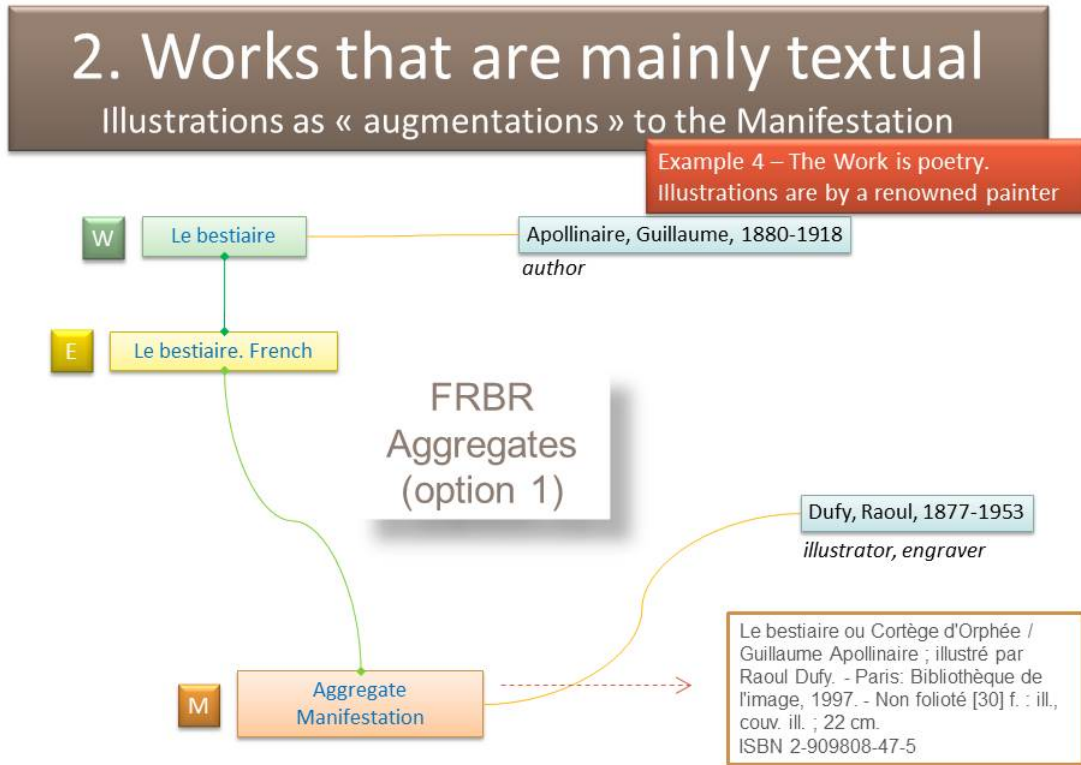 2. Works that are mainly textual
Illustrations as « augmentations » to the Manifestation
Example 4 – The Work is poetry.
Illustrations are by a renowned painter
W
Le bestiaire
Apollinaire, Guillaume, 1880-1918
author
E
Le bestiaire. French
FRBR
Aggregates
(option 1)
Dufy, Raoul, 1877-1953
illustrator, engraver
M
Aggregate
Manifestation
Le bestiaire ou Cortège d'Orphée /
Guillaume Apollinaire ; illustré par
Raoul Dufy. - Paris: Bibliothèque de
l'image, 1997. - Non folioté [30] f. : ill.,
couv. ill. ; 22 cm.
ISBN 2-909808-47-5